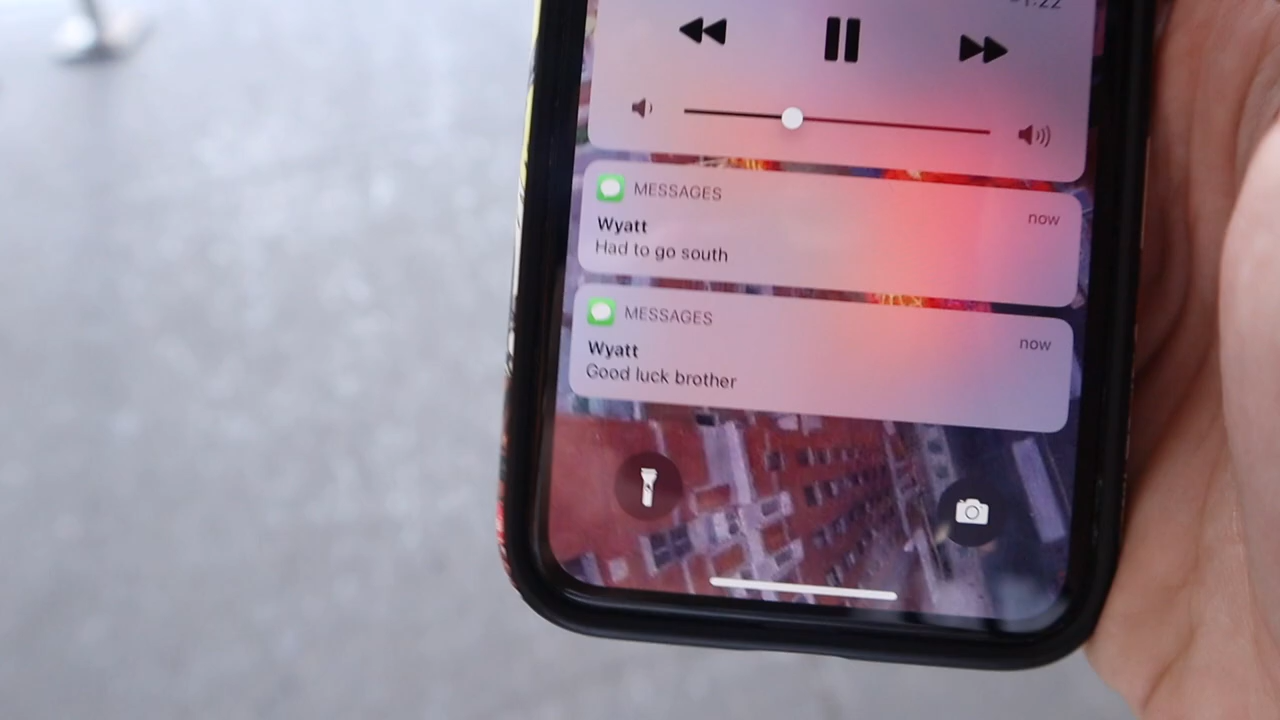 MESSAGES
now
Wyatt
Had to go south
MESSAGES
now
Wyatt
Good luck brother